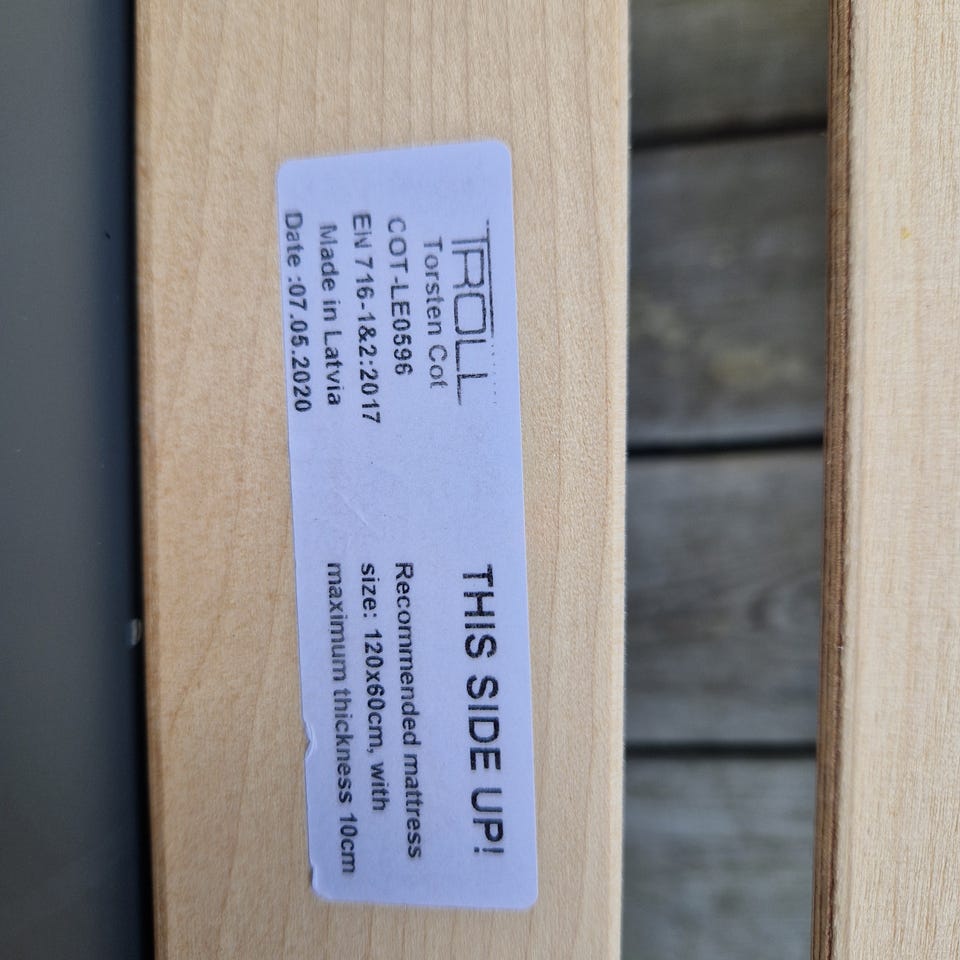 TROLL
Torsten Cot
COT-LE0596
EN 716-1&2:2017
Made in Latvia
Date :07.05.2020
THIS SIDE UP!
Recommended mattress
size: 120x60cm, with
maximum thickness 10cm